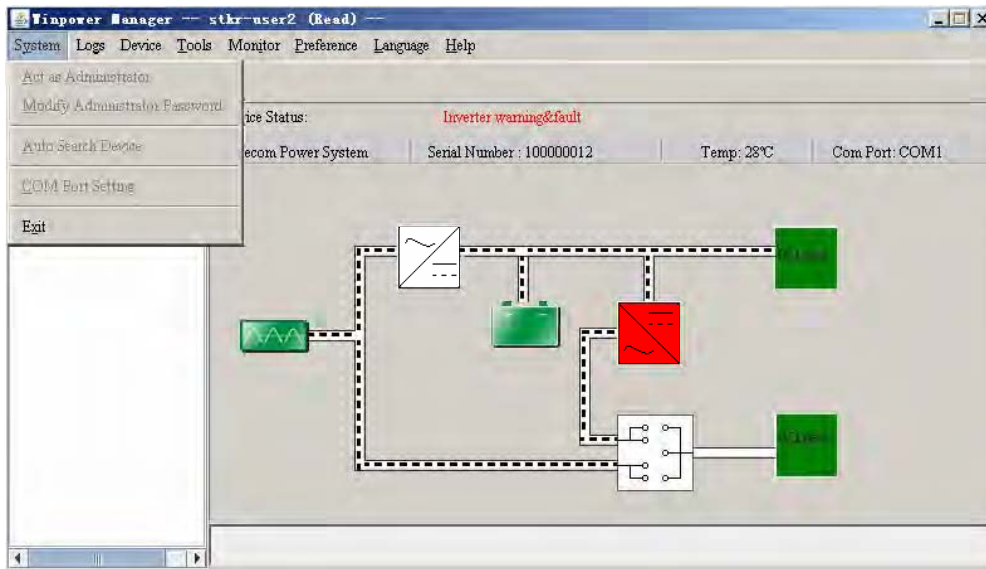 Winpower Manager -- stkr-user2 (Read) --
System Logs Device Tools Monitor Preference Language Help
Act as Administrator
Modify Administrator Password
ice Status: Inverter warning&fault
Auto Search Device
ecom Power System Serial Number : 100000012 Temp: 28℃ Com Port: COM1
COM Port Setting
Exit